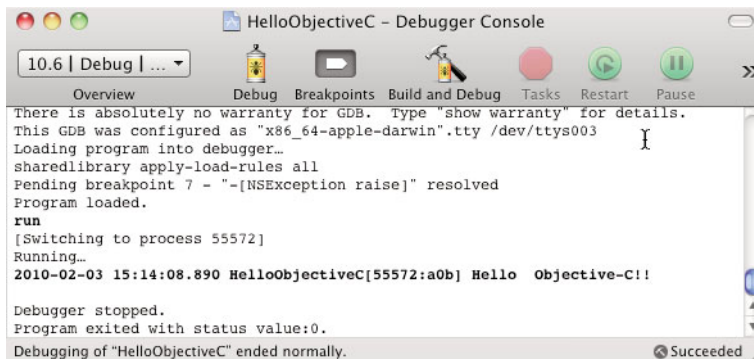 HelloObjectiveC – Debugger Console
10.6 | Debug | ...
Overview Debug Breakpoints Build and Debug Tasks Restart Pause
There is absolutely no warranty for GDB.  Type "show warranty" for details.
This GDB was configured as "x86_64-apple-darwin".tty /dev/ttys003
Loading program into debugger…
sharedlibrary apply-load-rules all
Pending breakpoint 7 - "-[NSException raise]" resolved
Program loaded.
run
[Switching to process 55572]
Running…
2010-02-03 15:14:08.890 HelloObjectiveC[55572:a0b] Hello  Objective-C!!
Debugger stopped.
Program exited with status value:0.
Debugging of "HelloObjectiveC" ended normally. Succeeded